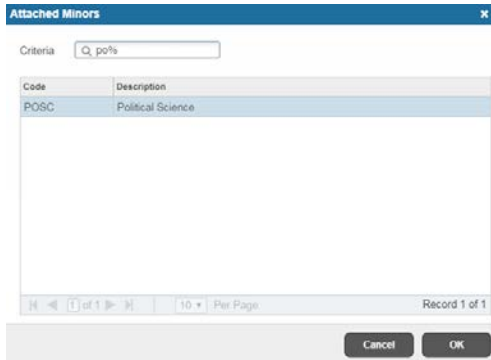 Attached Minors
Criteria po%
Code Description
POSC Political Science
1 of 1 10 Per Page Record 1 of 1
Cancel OK